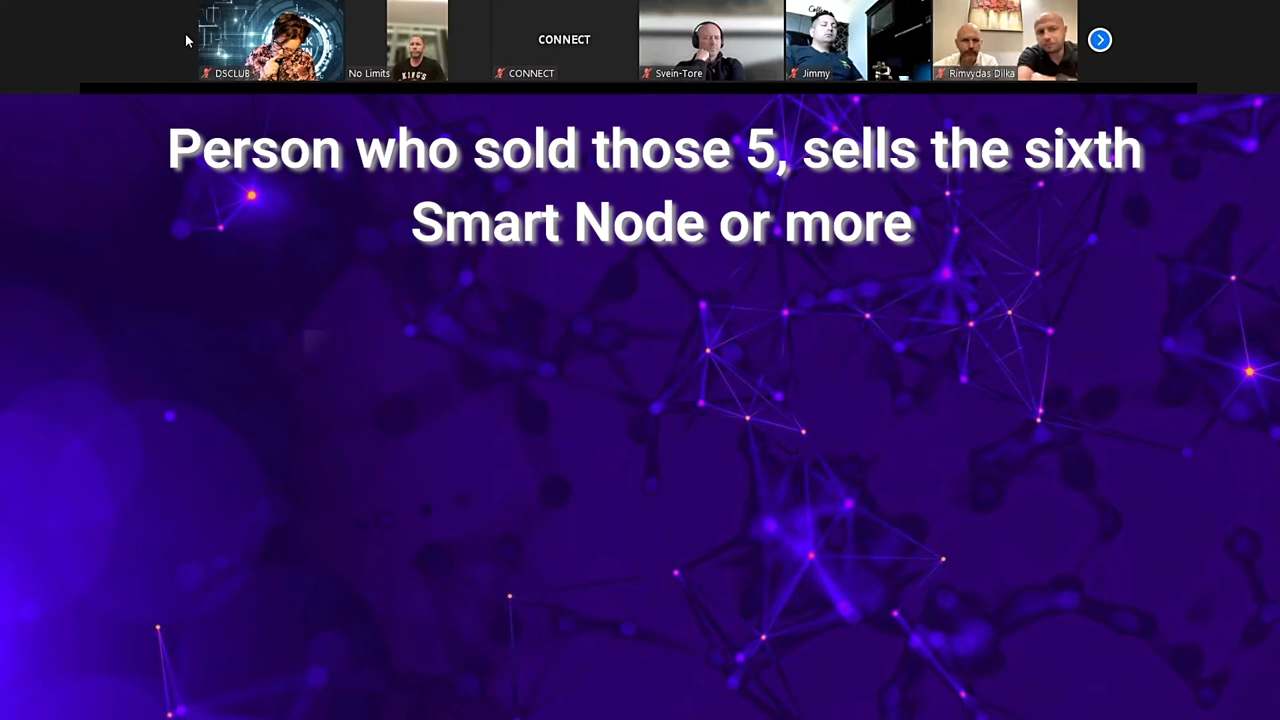 CONNECT
DSCLUB
No Limits
CONNECT
Svein-Tore
Jimmy
Rimvydas Dilka
KING'S
Person who sold those 5, sells the sixth
Smart Node or more